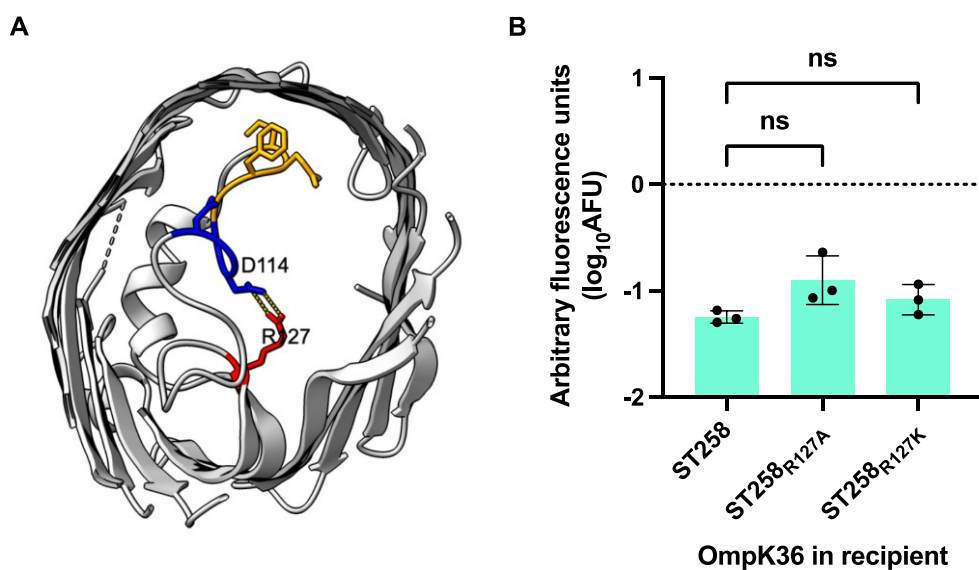 A
D114
R127
B
ns
ns
Arbitrary fluorescence units
(log₁₀AFU)
1
0
-1
-2
ST258
ST258R127A
ST258R127K
OmpK36 in recipient